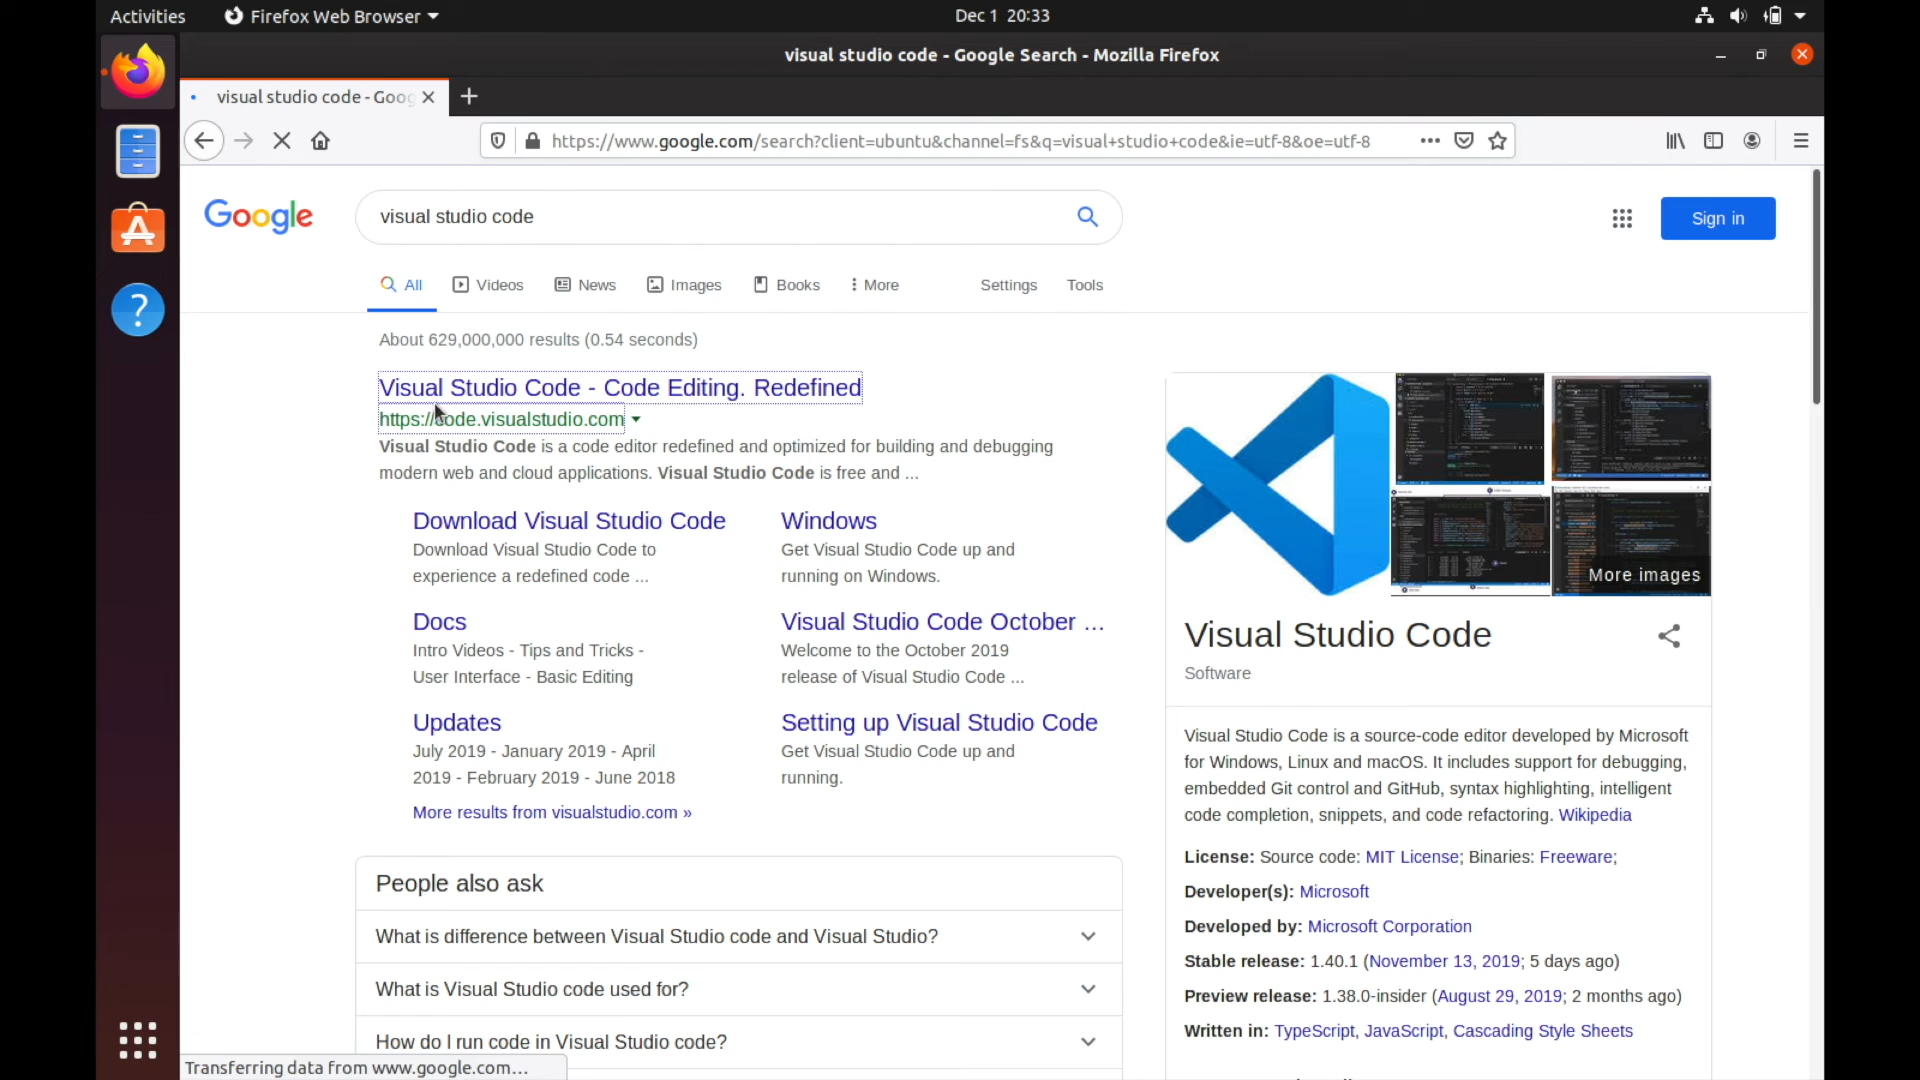 Activities
Firefox Web Browser
Dec 1 20:33
visual studio code - Google Search - Mozilla Firefox
visual studio code - Goog
https://www.google.com/search?client=ubuntu&channel=fs&q=visual+studio+code&ie=utf-8&oe=utf-8
Google
visual studio code
Sign in
All
Videos
News
Images
Books
More
Settings
Tools
About 629,000,000 results (0.54 seconds)
Visual Studio Code - Code Editing. Redefined
https://code.visualstudio.com
Visual Studio Code is a code editor redefined and optimized for building and debugging
modern web and cloud applications. Visual Studio Code is free and ...
Download Visual Studio Code
Download Visual Studio Code to
experience a redefined code ...
Windows
Get Visual Studio Code up and
running on Windows.
Docs
Intro Videos - Tips and Tricks -
User Interface - Basic Editing
Visual Studio Code October ...
Welcome to the October 2019
release of Visual Studio Code ...
Updates
July 2019 - January 2019 - April
2019 - February 2019 - June 2018
Setting up Visual Studio Code
Get Visual Studio Code up and
running.
More results from visualstudio.com »
People also ask
What is difference between Visual Studio code and Visual Studio?
What is Visual Studio code used for?
How do I run code in Visual Studio code?
More images
Visual Studio Code
Software
Visual Studio Code is a source-code editor developed by Microsoft
for Windows, Linux and macOS. It includes support for debugging,
embedded Git control and GitHub, syntax highlighting, intelligent
code completion, snippets, and code refactoring. Wikipedia
License: Source code: MIT License; Binaries: Freeware;
Developer(s): Microsoft
Developed by: Microsoft Corporation
Stable release: 1.40.1 (November 13, 2019; 5 days ago)
Preview release: 1.38.0-insider (August 29, 2019; 2 months ago)
Written in: TypeScript, JavaScript, Cascading Style Sheets
Transferring data from www.google.com...